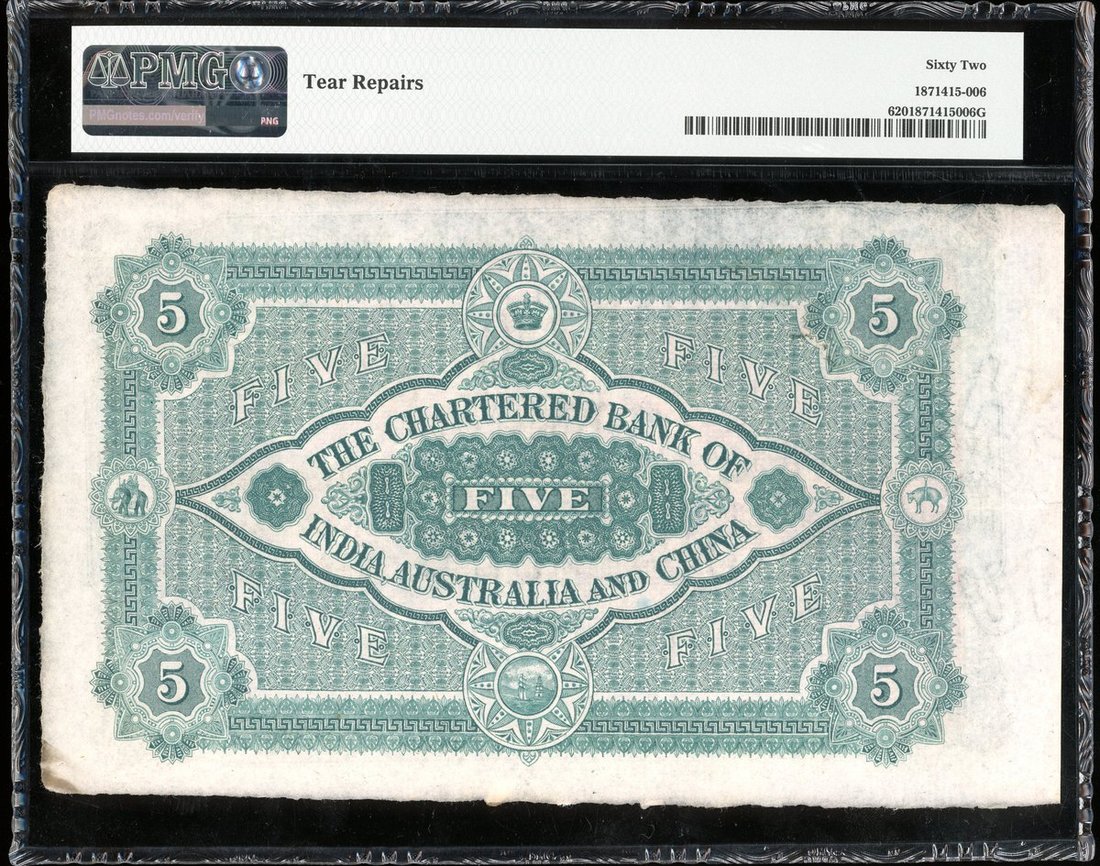 PMG
PMGnotes.com/verify
PNG
Tear Repairs
Sixty Two
1871415-006
6201871415006G
5
5
FIVE
FIVE
THE CHARTERED BANK OF
FIVE
INDIA, AUSTRALIA AND CHINA
FIVE
FIVE
5
5